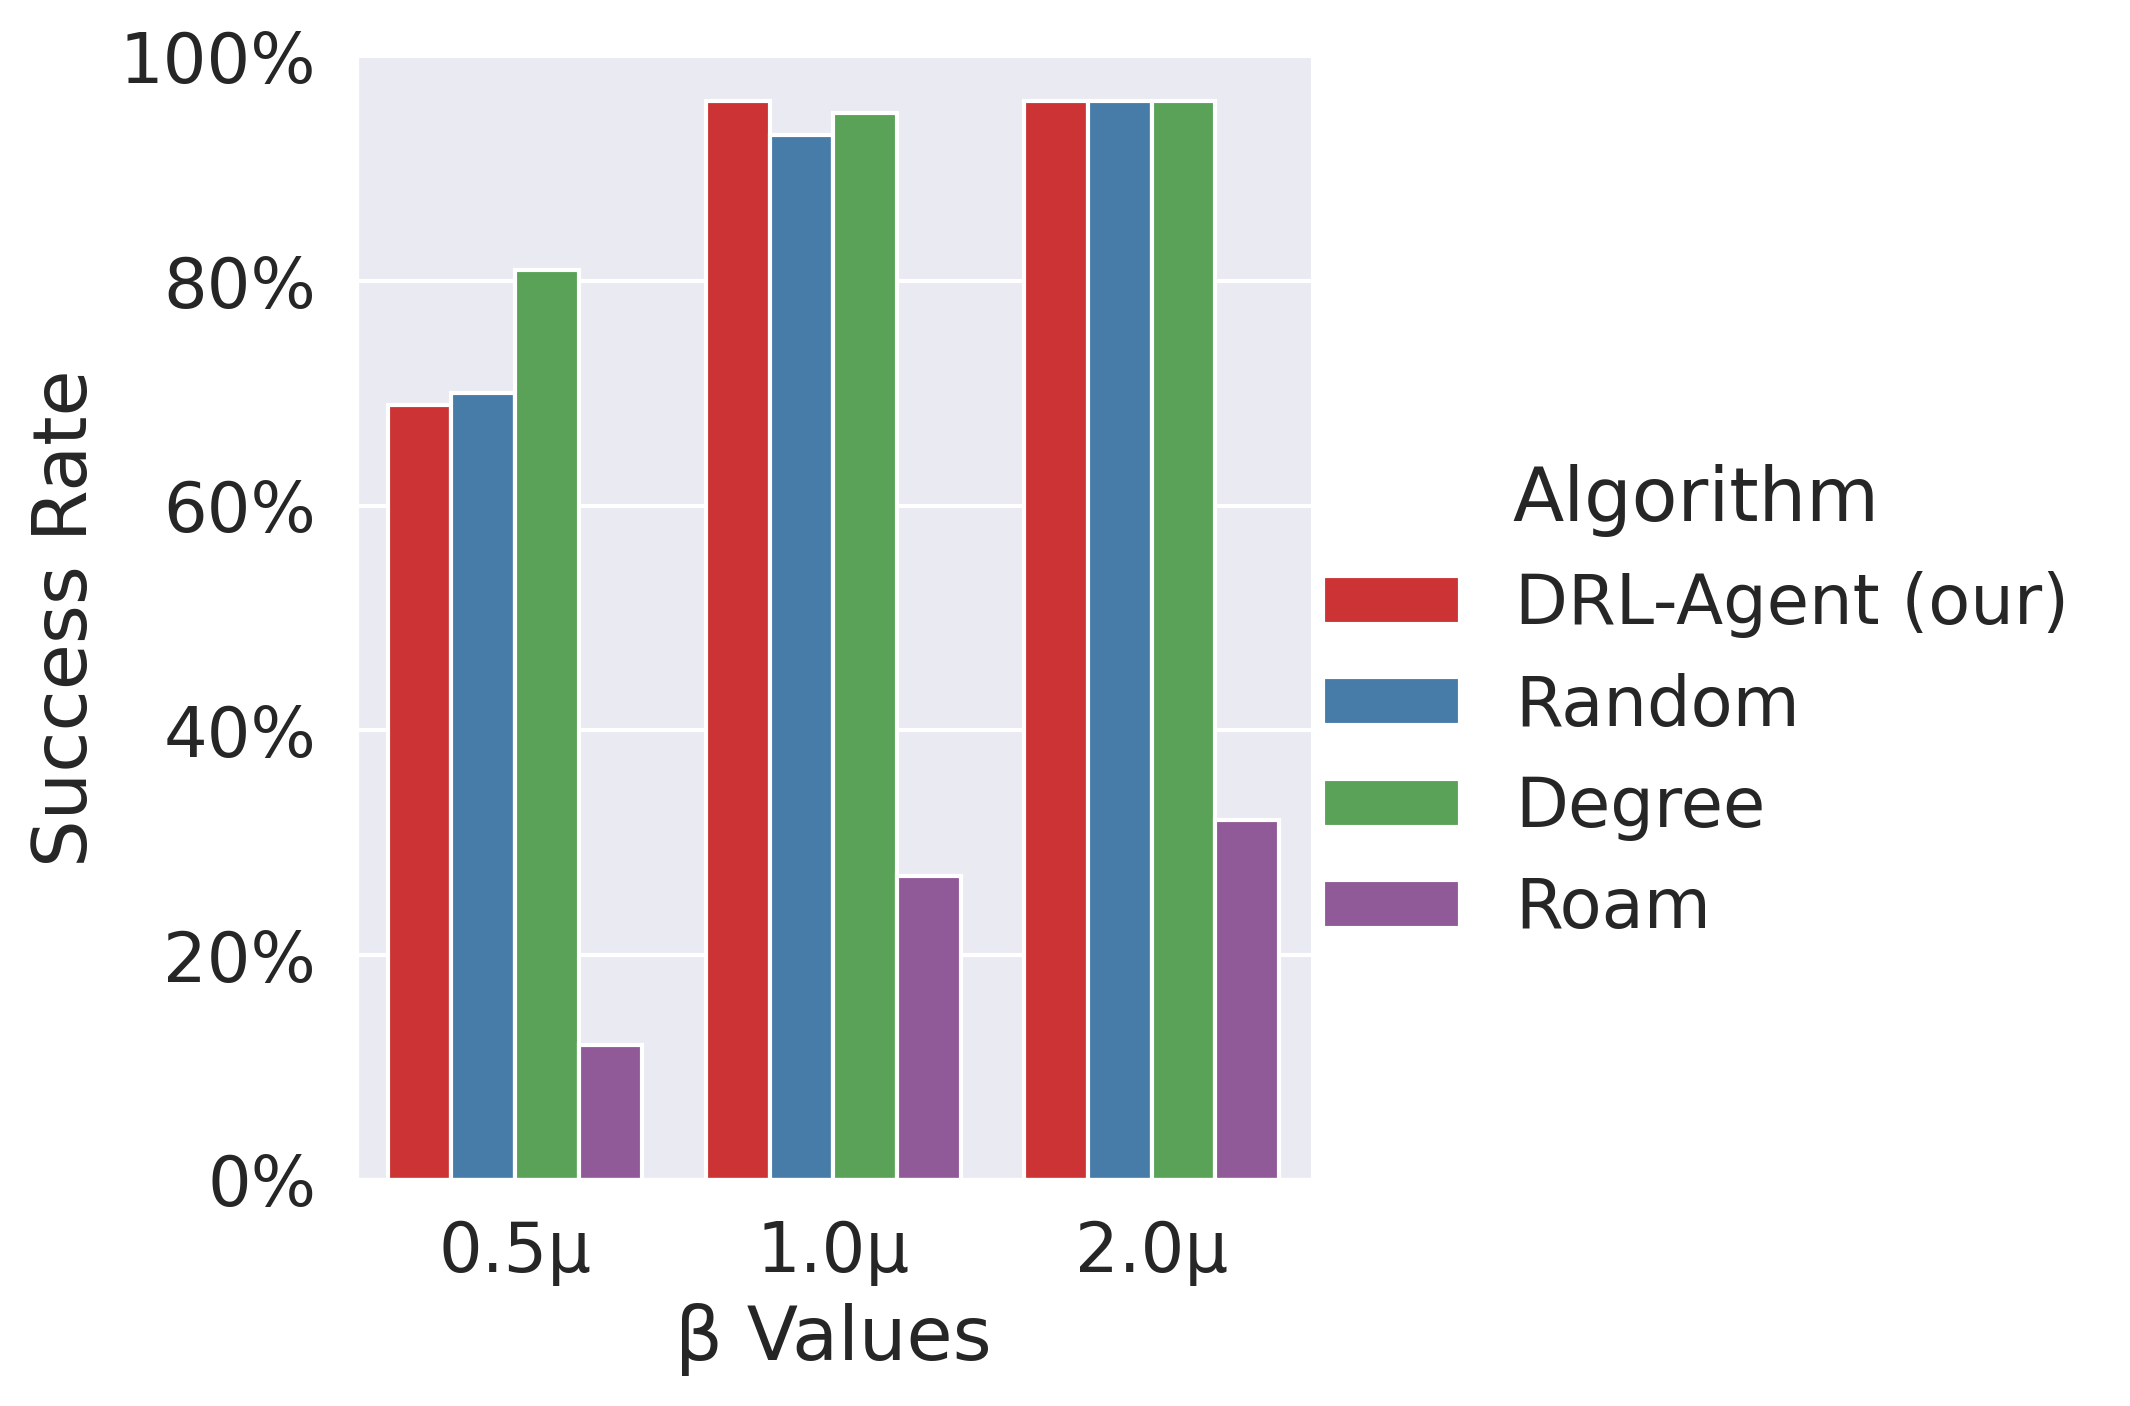 100%
80%
60%
40%
20%
0%
Success Rate
0.5μ 1.0μ 2.0μ
β Values
Algorithm
DRL-Agent (our)
Random
Degree
Roam